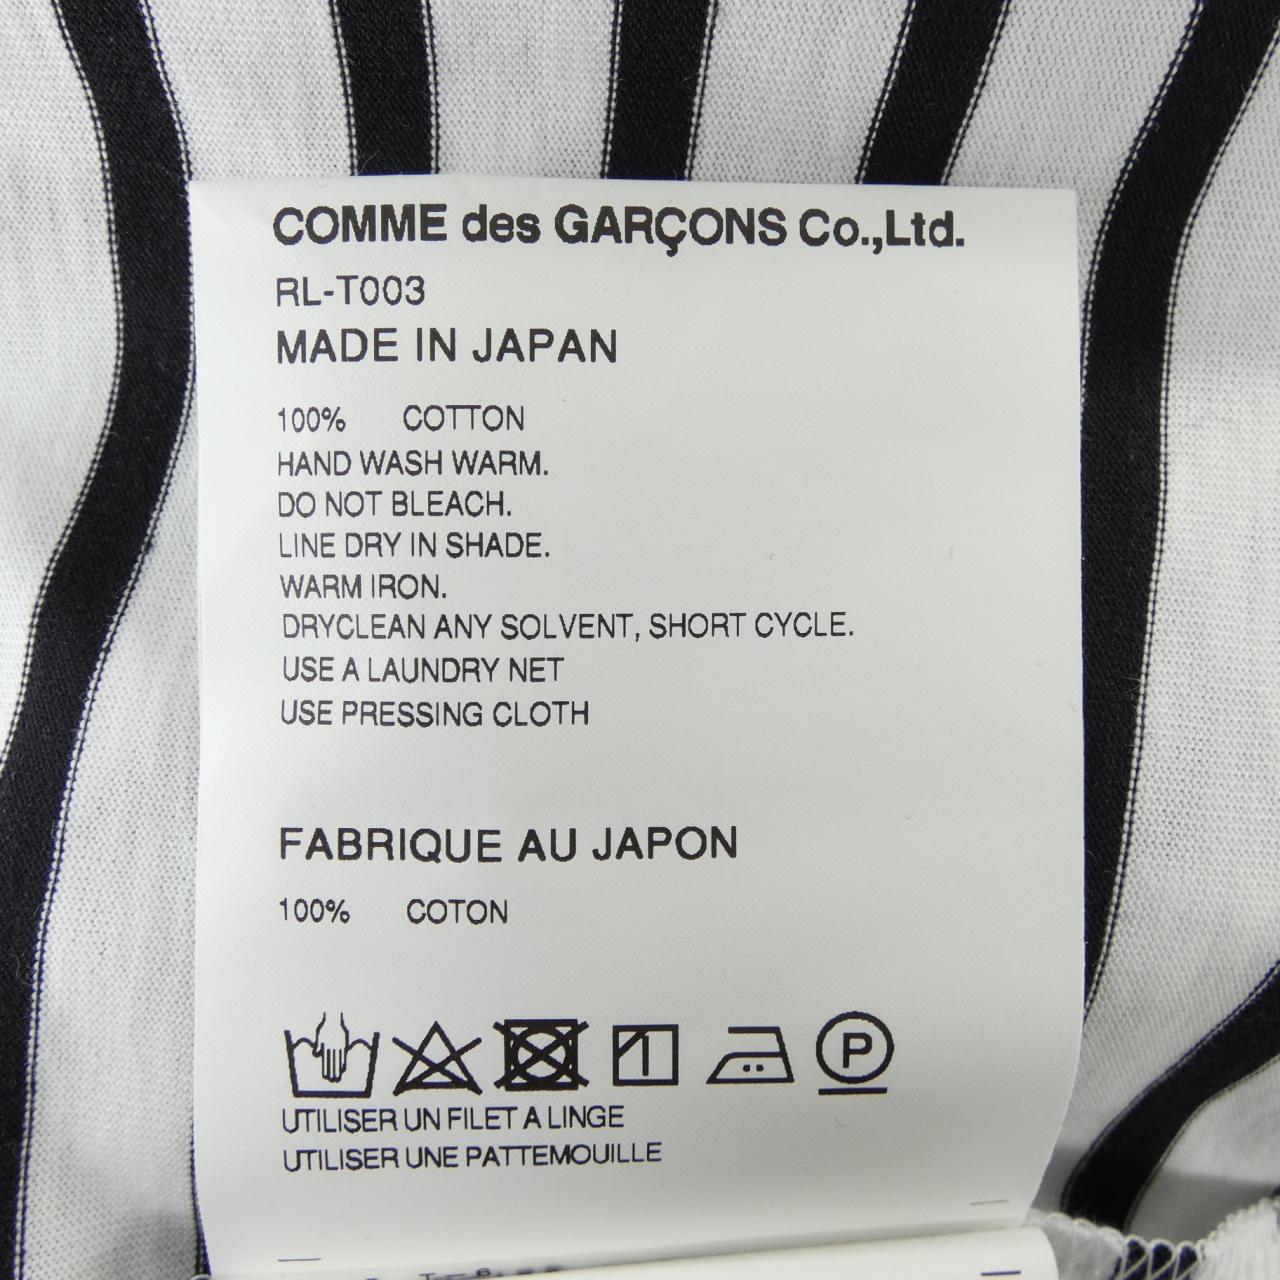 COMME des GARÇONS Co.,Ltd.
RL-T003
MADE IN JAPAN
100% COTTON
HAND WASH WARM.
DO NOT BLEACH.
LINE DRY IN SHADE.
WARM IRON.
DRYCLEAN ANY SOLVENT, SHORT CYCLE.
USE A LAUNDRY NET
USE PRESSING CLOTH
FABRIQUE AU JAPON
100% COTON
P
UTILISER UN FILET A LINGE
UTILISER UNE PATTEMOUILLE